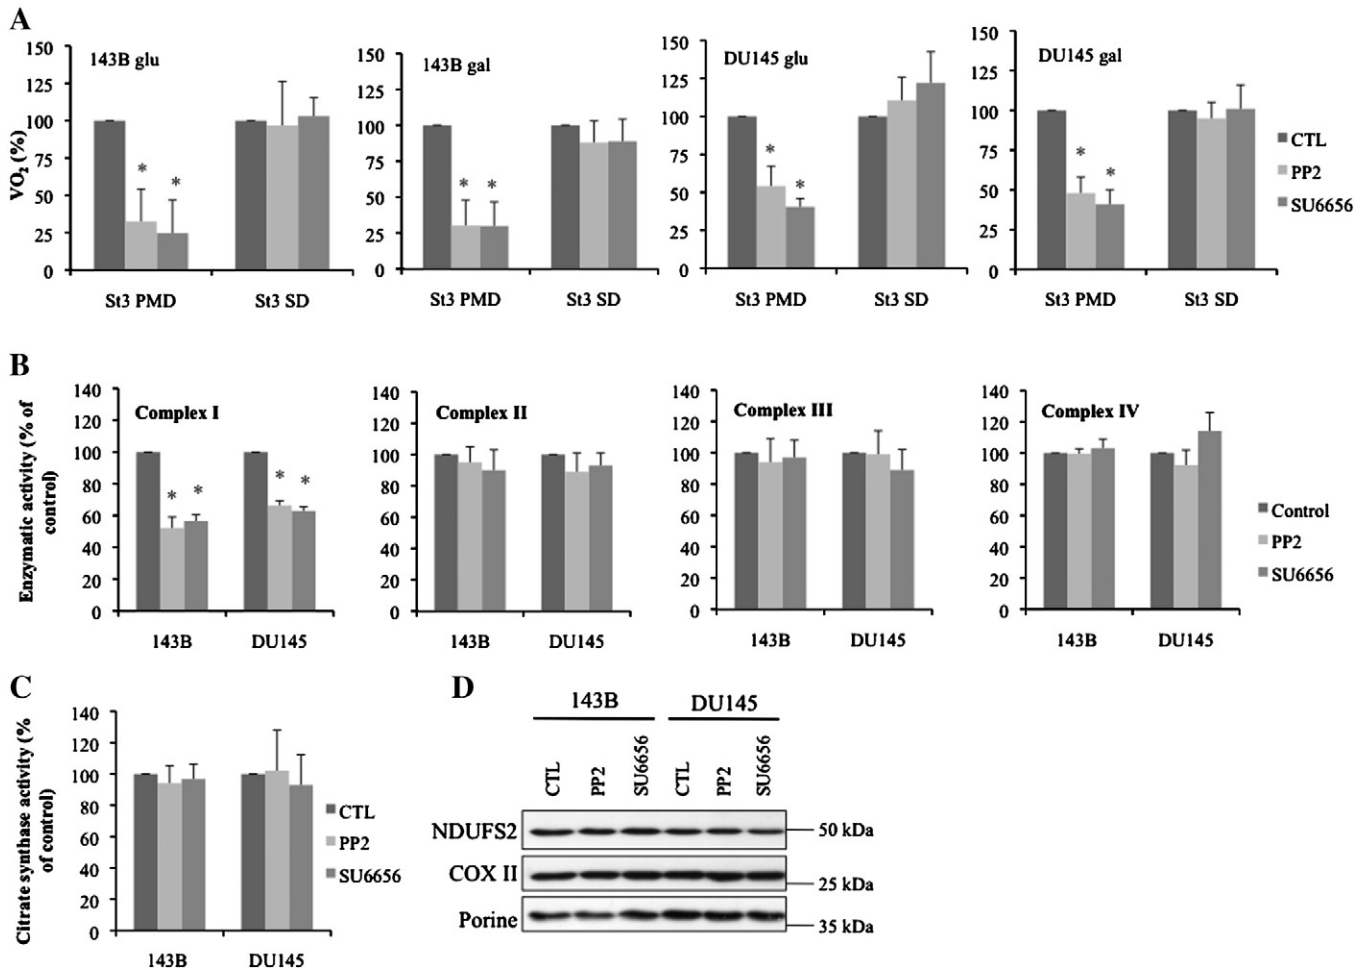 A
VO2 (%)
150
125
100
75
50
25
0
143B glu
* *
St3 PMD St3 SD
150
125
100
75
50
25
0
143B gal
* *
St3 PMD St3 SD
150
125
100
75
50
25
0
DU145 glu
* *
St3 PMD St3 SD
150
125
100
75
50
25
0
DU145 gal
* *
St3 PMD St3 SD
CTL
PP2
SU6656
B
Enzymatic activity (% of
control)
140
120
100
80
60
40
20
0
Complex I
* * * *
143B DU145
140
120
100
80
60
40
20
0
Complex II
143B DU145
140
120
100
80
60
40
20
0
Complex III
143B DU145
140
120
100
80
60
40
20
0
Complex IV
143B DU145
Control
PP2
SU6656
C
Citrate synthase activity (%
of control)
140
120
100
80
60
40
20
0
143B DU145
CTL
PP2
SU6656
D
143B DU145
CTL PP2 SU6656 CTL PP2 SU6656
NDUFS2 50 kDa
COX II 25 kDa
Porine 35 kDa